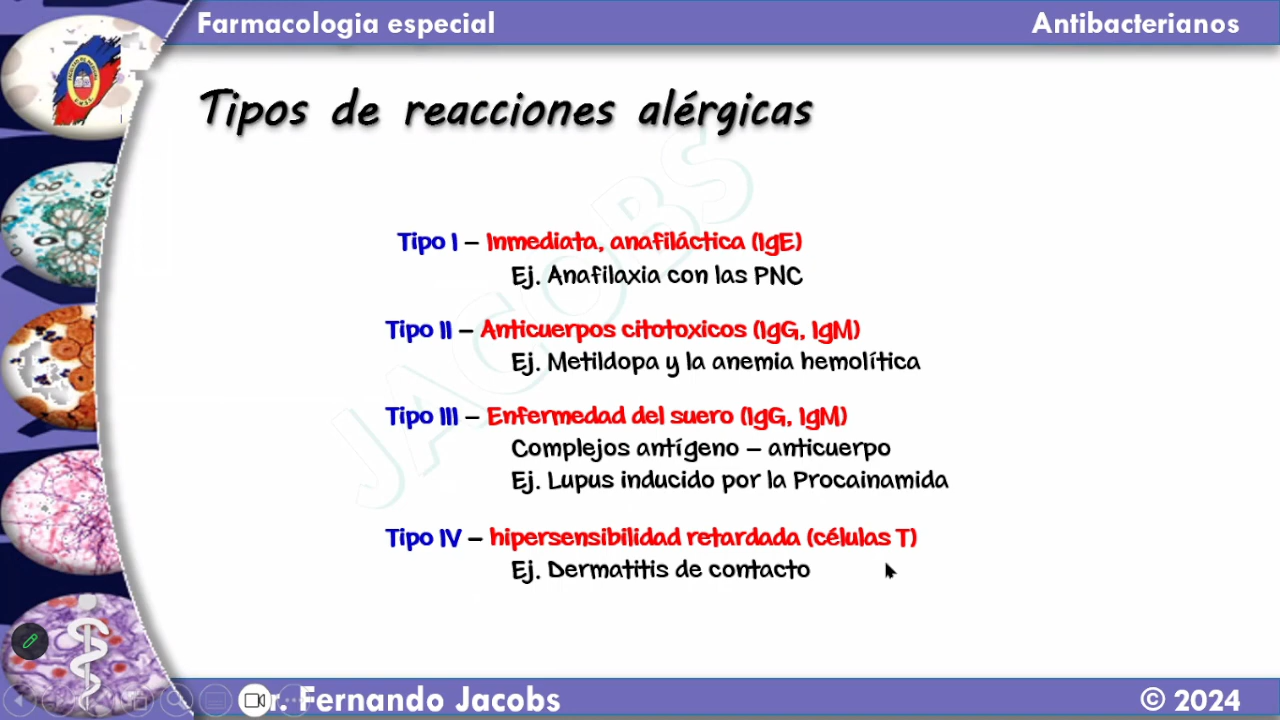 Farmacologia especial
Antibacterianos
Tipos de reacciones alérgicas
JACOBS
Tipo I – Inmediata, anafiláctica (IgE)
Ej. Anafilaxia con las PNC
Tipo II – Anticuerpos citotoxicos (IgG, IgM)
Ej. Metildopa y la anemia hemolítica
Tipo III – Enfermedad del suero (IgG, IgM)
Complejos antígeno – anticuerpo
Ej. Lupus inducido por la Procainamida
Tipo IV – hipersensibilidad retardada (células T)
Ej. Dermatitis de contacto
r. Fernando Jacobs
© 2024